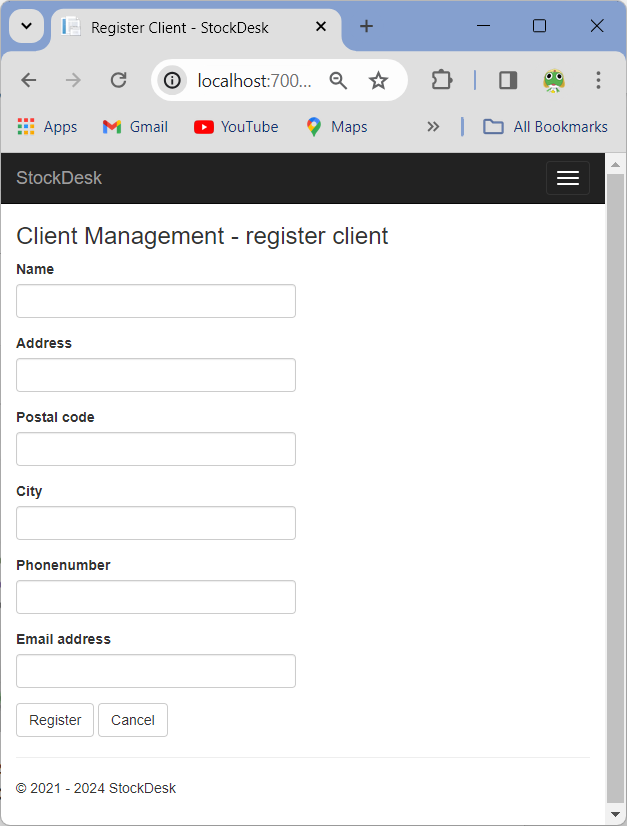 Register Client - StockDesk
localhost:700...
Apps Gmail YouTube Maps All Bookmarks
StockDesk
Client Management - register client
Name
Address
Postal code
City
Phonenumber
Email address
Register Cancel
© 2021 - 2024 StockDesk